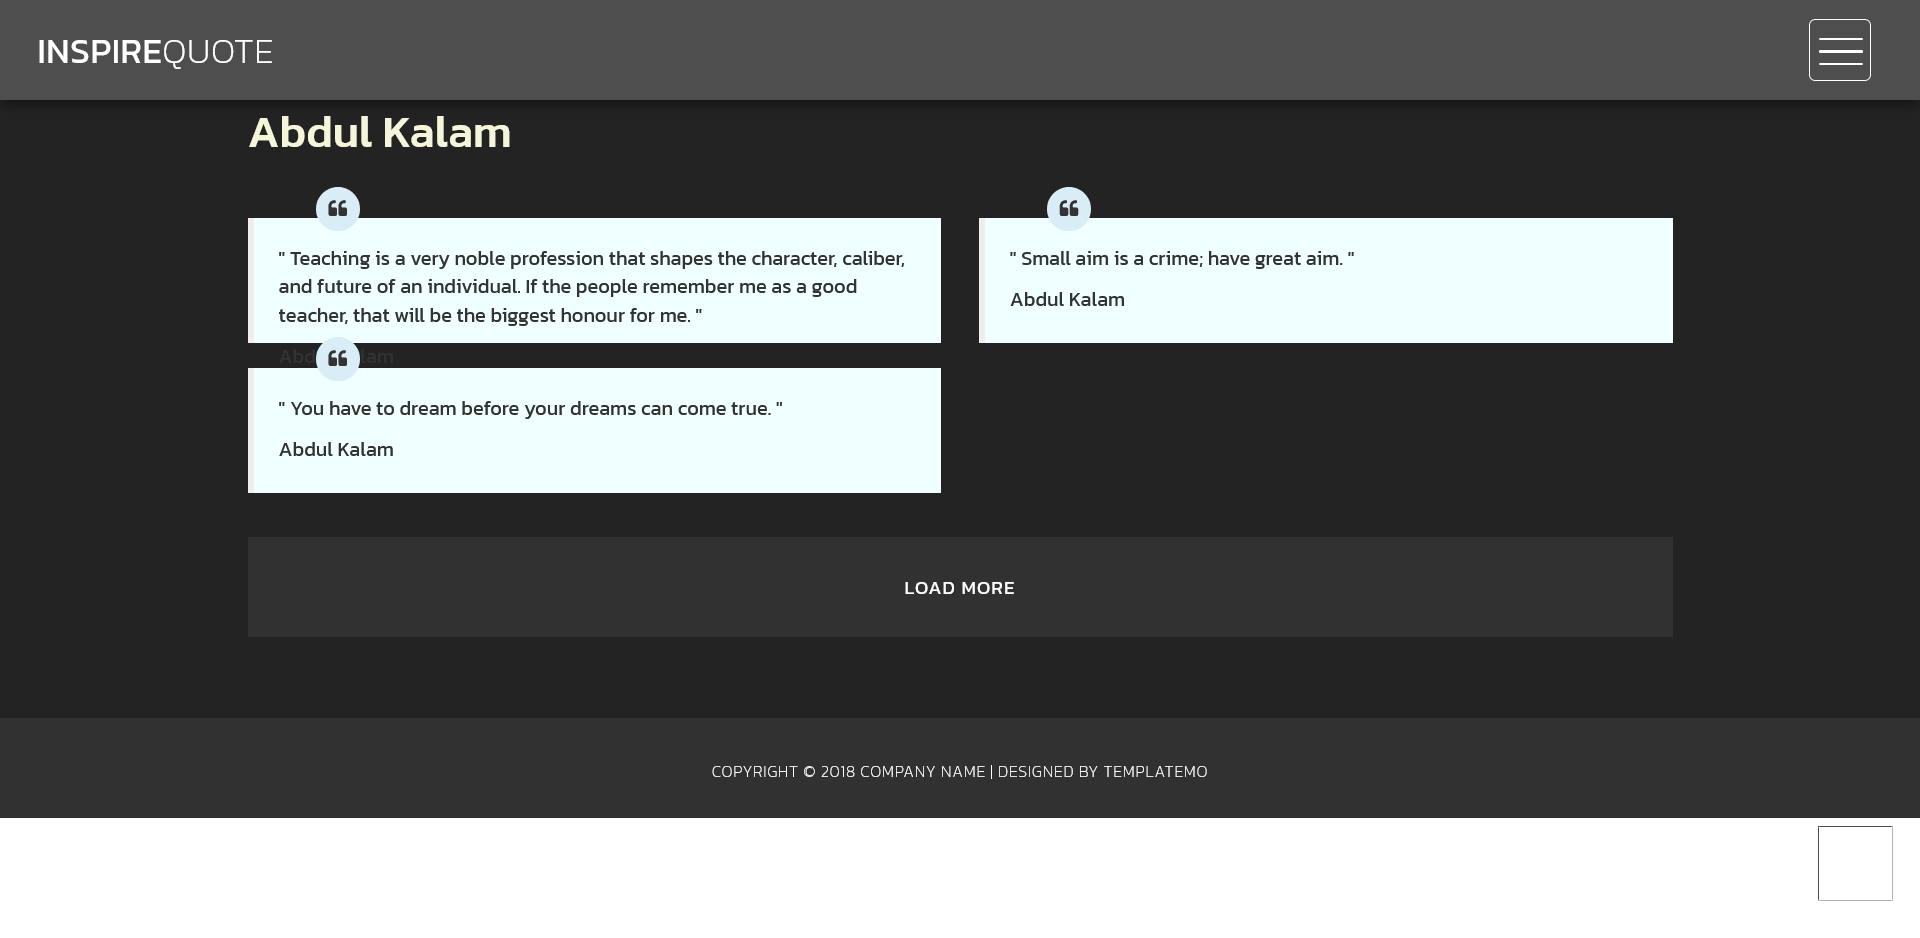 INSPIREQUOTE
Abdul Kalam
" Teaching is a very noble profession that shapes the character, caliber,
and future of an individual. If the people remember me as a good
teacher, that will be the biggest honour for me. "
" Small aim is a crime; have great aim. "
Abdul Kalam
" You have to dream before your dreams can come true. "
Abdul Kalam
LOAD MORE
COPYRIGHT © 2018 COMPANY NAME | DESIGNED BY TEMPLATEMO